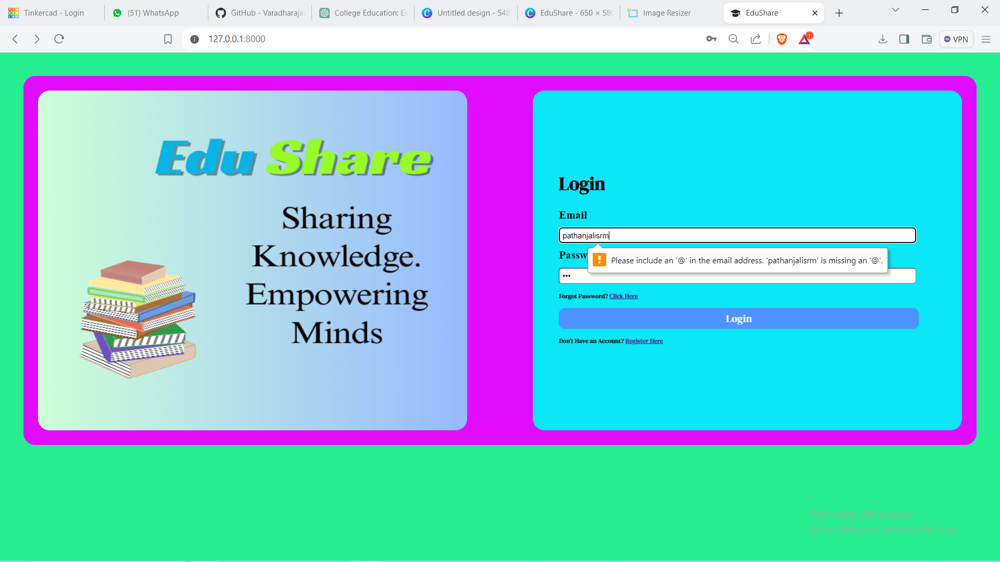 Tinkercad - Login
(51) WhatsApp
GitHub - Varadharaja
College Education: Es
Untitled design - 548
EduShare - 650 × 580
Image Resizer
EduShare
127.0.0.1:8000
1
VPN
Edu Share
Sharing
Knowledge.
Empowering
Minds
Login
Email
pathanjalisrm
Passw
Please include an '@' in the email address. 'pathanjalisrm' is missing an '@'.
•••
Forgot Password? Click Here
Login
Don't Have an Account? Register Here
Activate Windows
Go to Settings to activate Windows.